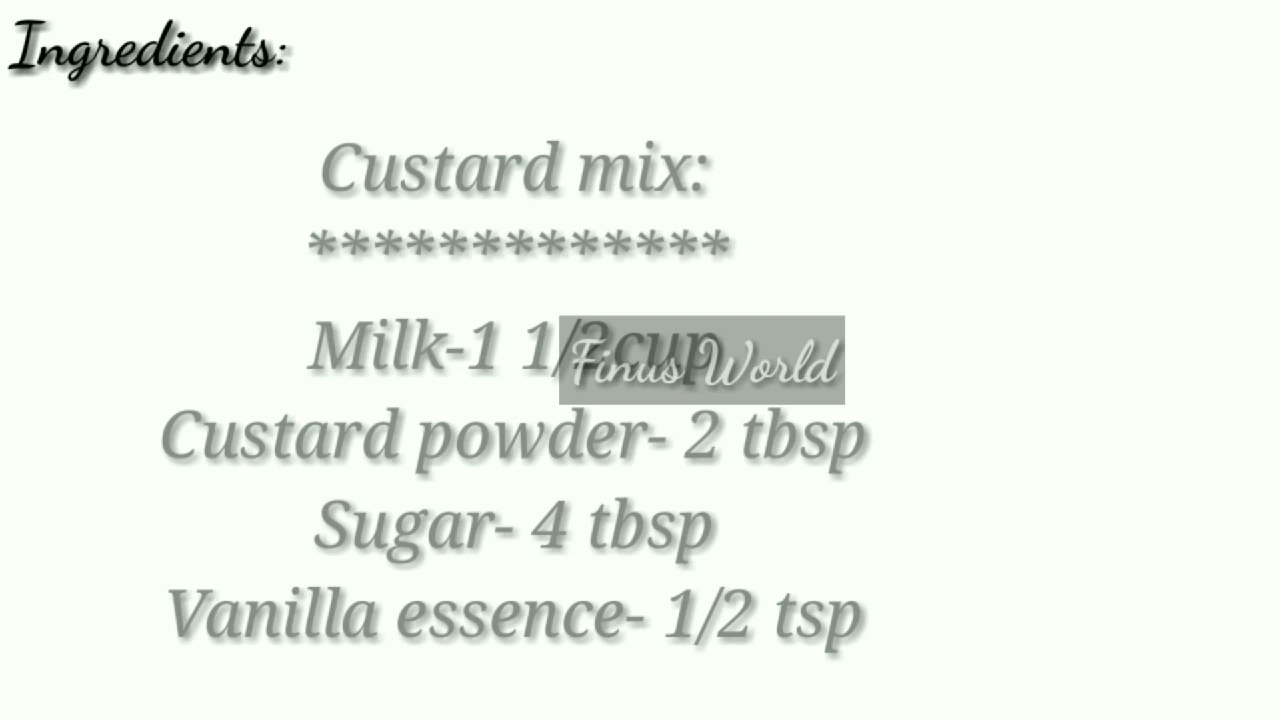 Ingredients:
Custard mix:
*************
Milk-1 1/2cup
Finus World
Custard powder- 2 tbsp
Sugar- 4 tbsp
Vanilla essence- 1/2 tsp